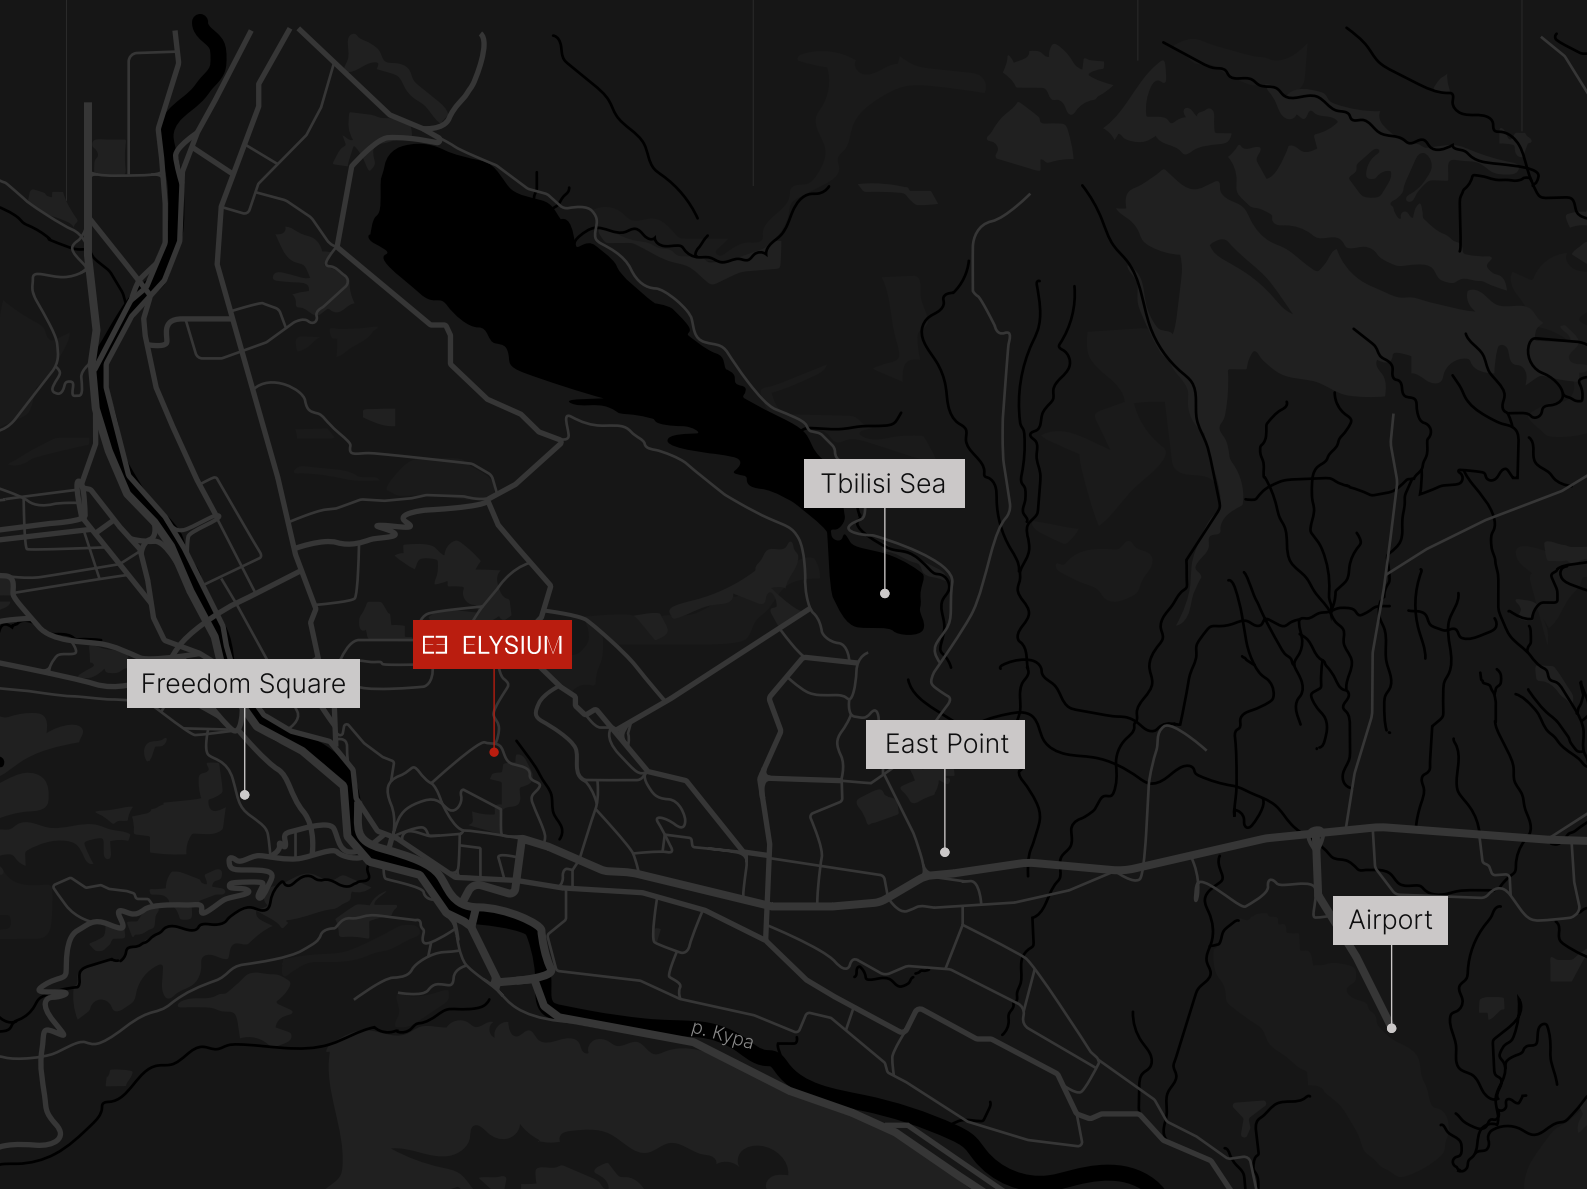 Tbilisi Sea
ELYSIUM
Freedom Square
East Point
Airport
р. Кура